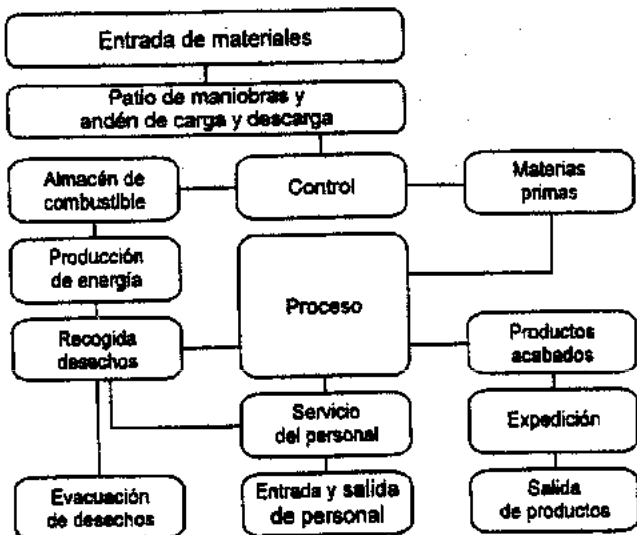 Entrada de materiales
Patio de maniobras y
andén de carga y descarga
Almacén de
combustible
Control
Materias
primas
Producción
de energía
Proceso
Recogida
desechos
Productos
acabados
Servicio
del personal
Expedición
Evacuación
de desechos
Entrada y salida
de personal
Salida
de productos